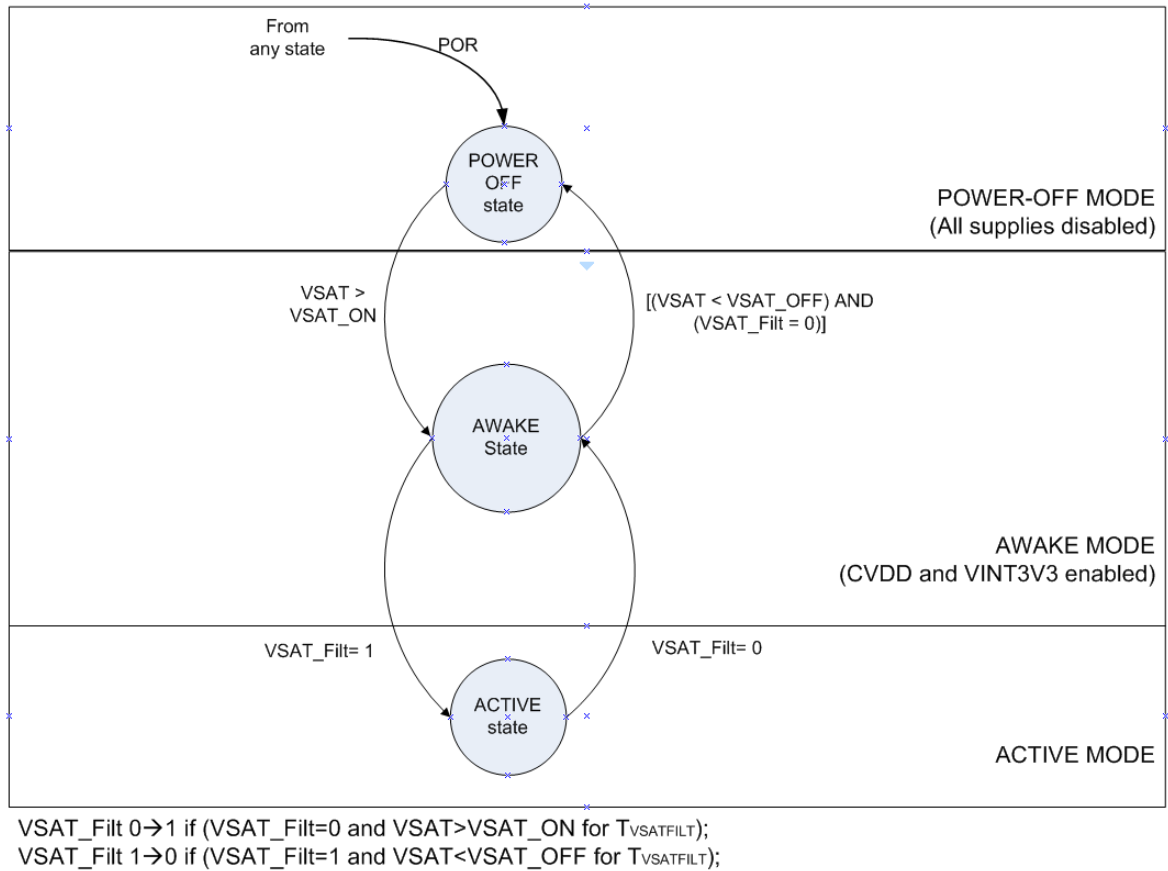 From
any state
POR
POWER
OFF
state
POWER-OFF MODE
(All supplies disabled)
VSAT >
VSAT_ON
[(VSAT < VSAT_OFF) AND
(VSAT_Filt = 0)]
AWAKE
State
AWAKE MODE
(CVDD and VINT3V3 enabled)
VSAT_Filt= 1
VSAT_Filt= 0
ACTIVE
state
ACTIVE MODE
VSAT_Filt 0→1 if (VSAT_Filt=0 and VSAT>VSAT_ON for TVSATFILT);
VSAT_Filt 1→0 if (VSAT_Filt=1 and VSAT<VSAT_OFF for TVSATFILT);